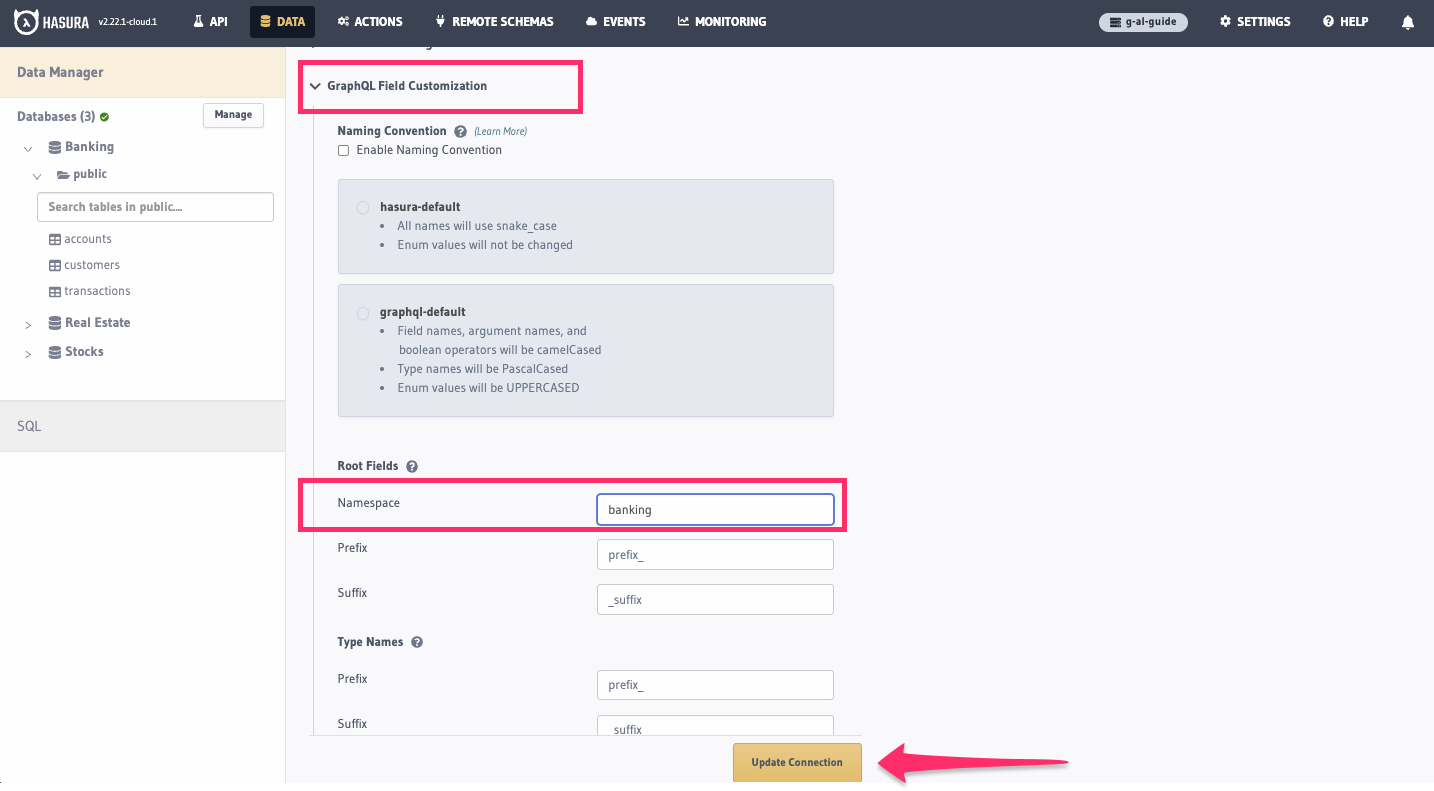 HASURA v2.22.1-cloud.1 API DATA ACTIONS REMOTE SCHEMAS EVENTS MONITORING g-al-guide SETTINGS HELP
Data Manager
Databases (3)
Manage
Banking
public
Search tables in public....
accounts
customers
transactions
Real Estate
Stocks
SQL
GraphQL Field Customization
Naming Convention (Learn More)
Enable Naming Convention
hasura-default
• All names will use snake_case
• Enum values will not be changed
graphql-default
• Field names, argument names, and
boolean operators will be camelCased
• Type names will be PascalCased
• Enum values will be UPPERCASED
Root Fields
Namespace banking
Prefix prefix_
Suffix _suffix
Type Names
Prefix prefix_
Suffix _suffix
Update Connection